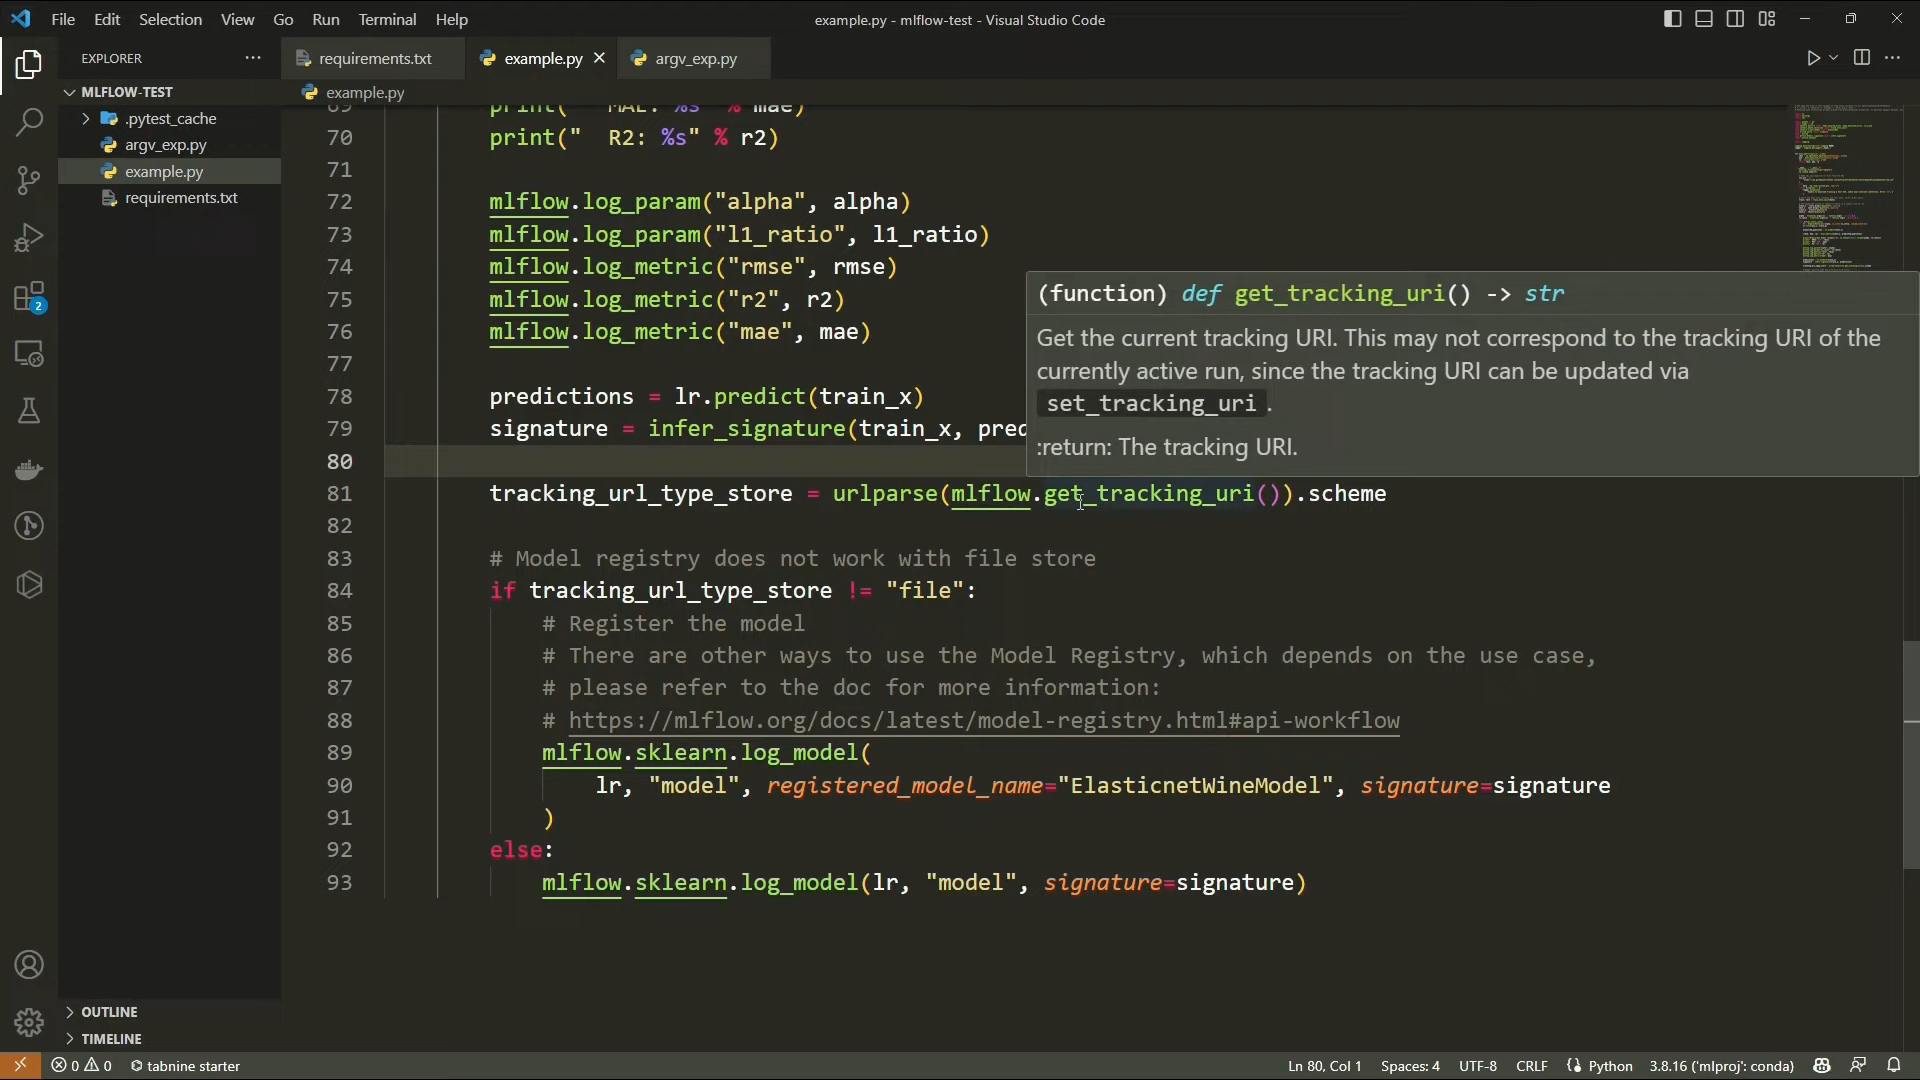 File Edit Selection View Go Run Terminal Help
example.py - mlflow-test - Visual Studio Code
EXPLORER
requirements.txt
example.py
argv_exp.py
MLFLOW-TEST
.pytest_cache
argv_exp.py
example.py
requirements.txt
example.py
69 print("  MAE: %s" % mae)
70 print("  R2: %s" % r2)
71
72 mlflow.log_param("alpha", alpha)
73 mlflow.log_param("l1_ratio", l1_ratio)
74 mlflow.log_metric("rmse", rmse)
75 mlflow.log_metric("r2", r2)
76 mlflow.log_metric("mae", mae)
77
78 predictions = lr.predict(train_x)
79 signature = infer_signature(train_x, pred
80
(function) def get_tracking_uri() -> str
Get the current tracking URI. This may not correspond to the tracking URI of the
currently active run, since the tracking URI can be updated via
set_tracking_uri.
:return: The tracking URI.
81 tracking_url_type_store = urlparse(mlflow.get_tracking_uri()).scheme
82
83 # Model registry does not work with file store
84 if tracking_url_type_store != "file":
85 # Register the model
86 # There are other ways to use the Model Registry, which depends on the use case,
87 # please refer to the doc for more information:
88 # https://mlflow.org/docs/latest/model-registry.html#api-workflow
89 mlflow.sklearn.log_model(
90 lr, "model", registered_model_name="ElasticnetWineModel", signature=signature
91 )
92 else:
93 mlflow.sklearn.log_model(lr, "model", signature=signature)
2
OUTLINE
TIMELINE
0 0 tabnine starter
Ln 80, Col 1 Spaces: 4 UTF-8 CRLF Python 3.8.16 ('mlproj': conda)